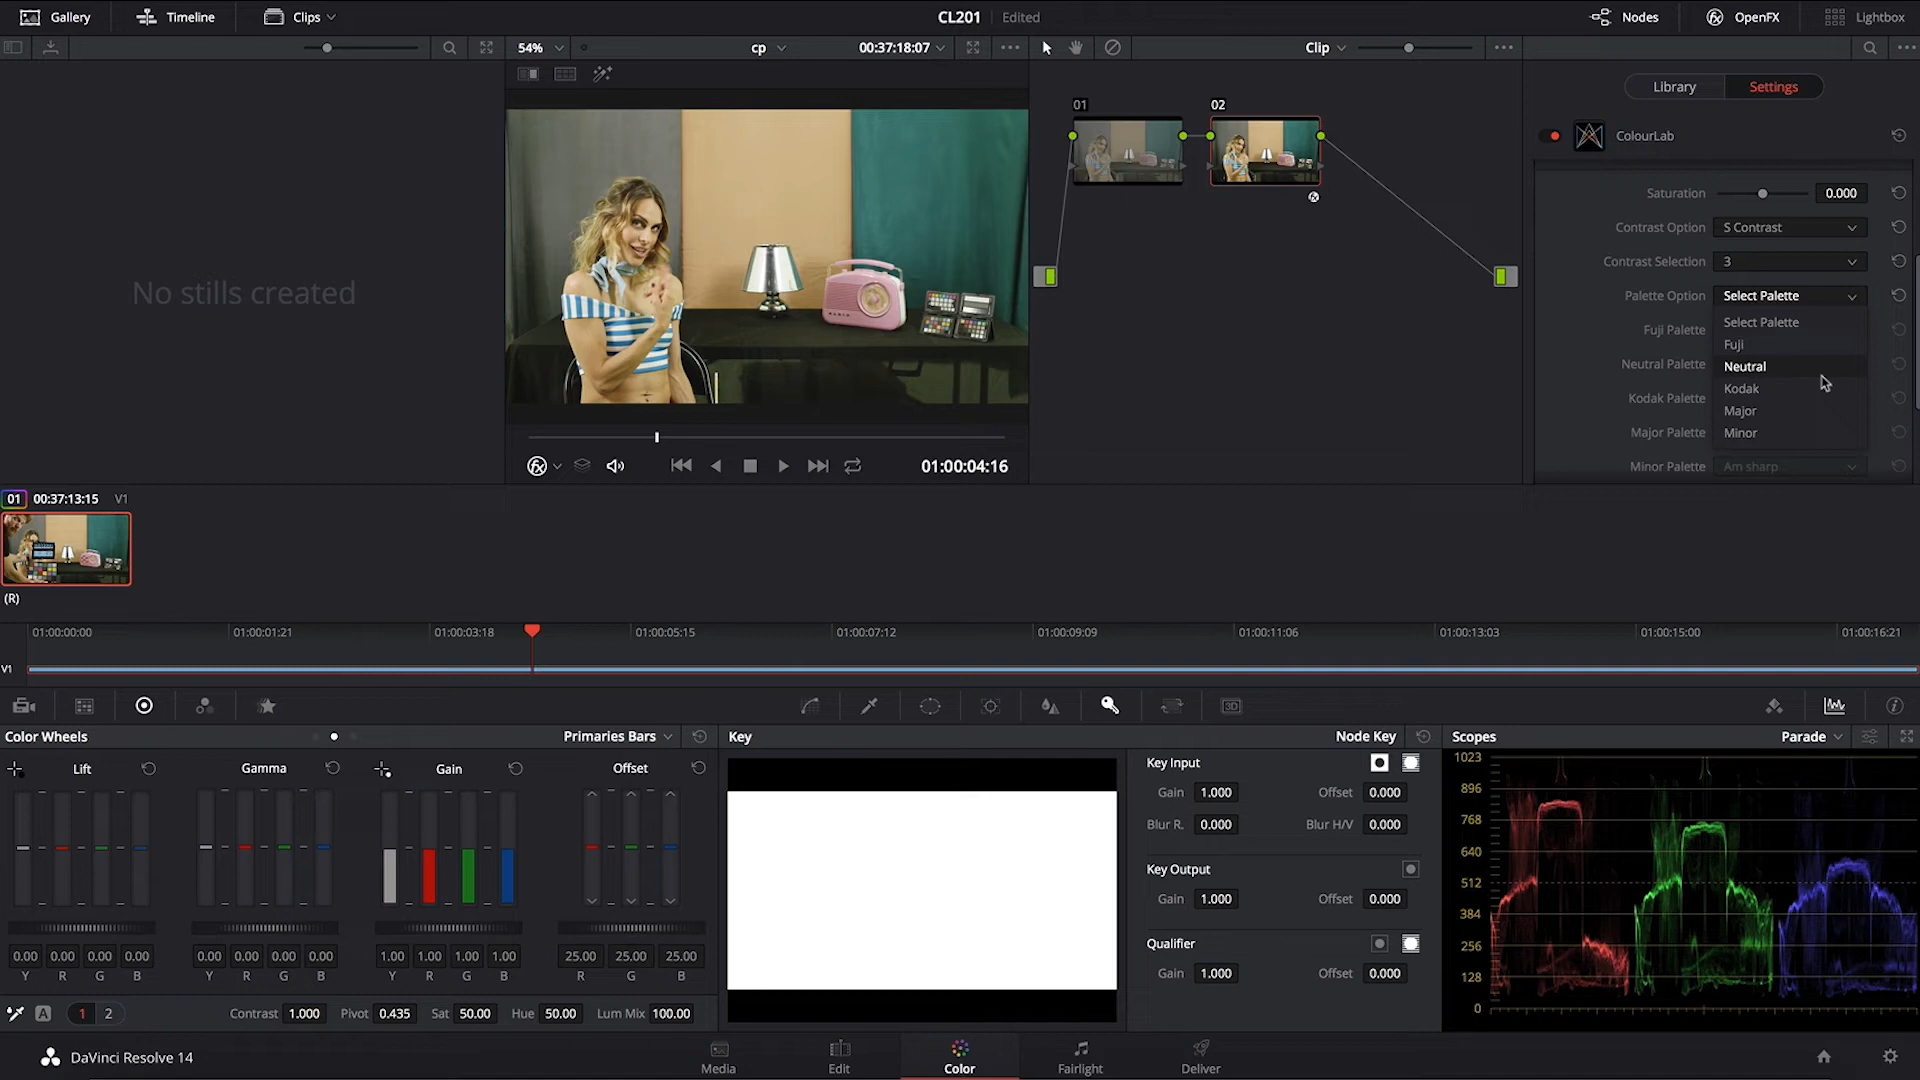 Gallery Timeline Clips CL201 Edited Nodes OpenFX Lightbox
54% cp 00:37:18:07 Clip
Library Settings
ColourLab
Saturation 0.000
Contrast Option S Contrast
Contrast Selection 3
Palette Option Select Palette
Select Palette
Fuji Palette Fuji
Neutral Palette Neutral
Kodak Palette Kodak
Major Palette Major
Minor
Minor Palette Am sharp
01 02
No stills created
01:00:04:16
01 00:37:13:15 V1
(R)
01:00:00:00 01:00:01:21 01:00:03:18 01:00:05:15 01:00:07:12 01:00:09:09 01:00:11:06 01:00:13:03 01:00:15:00 01:00:16:21
V1
3D
Color Wheels Primaries Bars Key Node Key Scopes Parade
Lift Gamma Gain Offset
0.00 0.00 0.00 0.00 0.00 0.00 0.00 0.00 1.00 1.00 1.00 1.00 25.00 25.00 25.00
Y R G B Y R G B Y R G B R G B
A 1 2 Contrast 1.000 Pivot 0.435 Sat 50.00 Hue 50.00 Lum Mix 100.00
Key Input
Gain 1.000 Offset 0.000
Blur R. 0.000 Blur H/V 0.000
Key Output
Gain 1.000 Offset 0.000
Qualifier
Gain 1.000 Offset 0.000
1023
896
768
640
512
384
256
128
0
DaVinci Resolve 14 Media Edit Color Fairlight Deliver